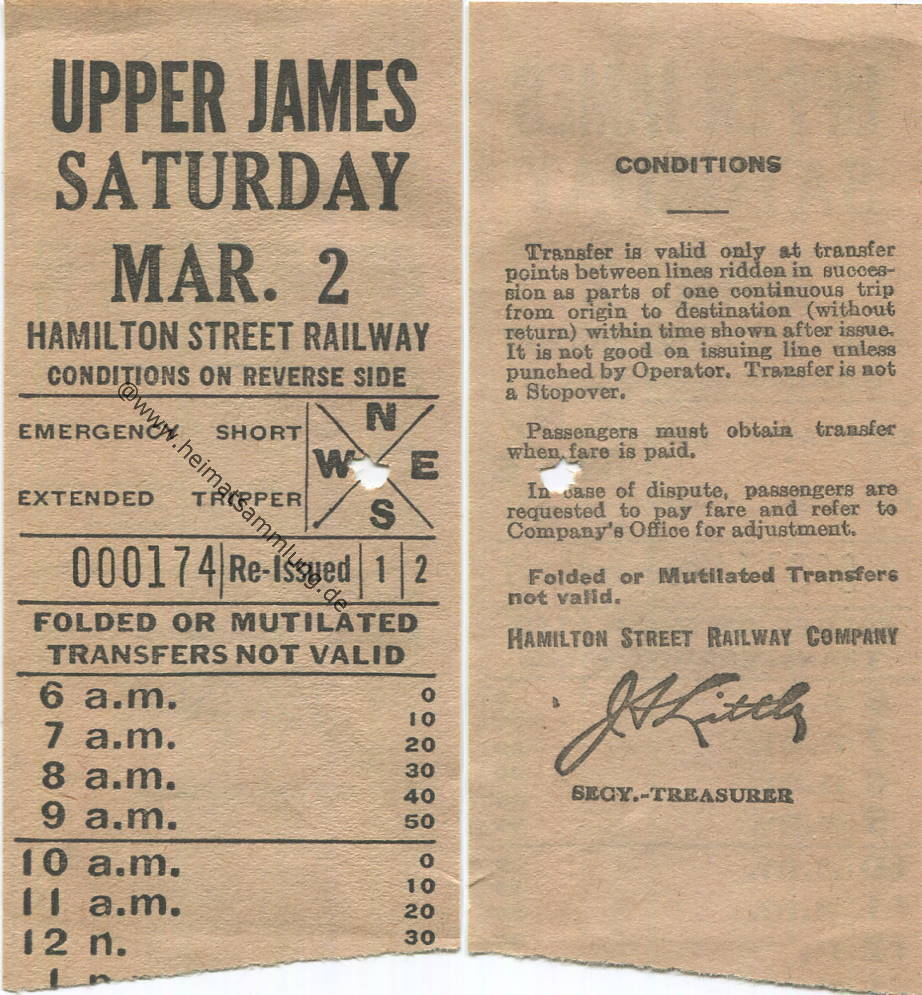 UPPER JAMES
SATURDAY
MAR. 2
HAMILTON STREET RAILWAY
CONDITIONS ON REVERSE SIDE
EMERGENCY SHORT
EXTENDED TRIPPER
N
W E
S
000174 Re-Issued 1 2
FOLDED OR MUTILATED
TRANSFERS NOT VALID
6 a.m. 0
10
7 a.m. 20
8 a.m. 30
40
9 a.m. 50
10 a.m. 0
10
11 a.m. 20
12 n. 30
1
@www.heimatsammlung.de
CONDITIONS
Transfer is valid only at transfer
points between lines ridden in succes-
sion as parts of one continuous trip
from origin to destination (without
return) within time shown after issue.
It is not good on issuing line unless
punched by Operator. Transfer is not
a Stopover.
Passengers must obtain transfer
when fare is paid.
In case of dispute, passengers are
requested to pay fare and refer to
Company's Office for adjustment.
Folded or Mutilated Transfers
not valid.
HAMILTON STREET RAILWAY COMPANY
SECY.-TREASURER